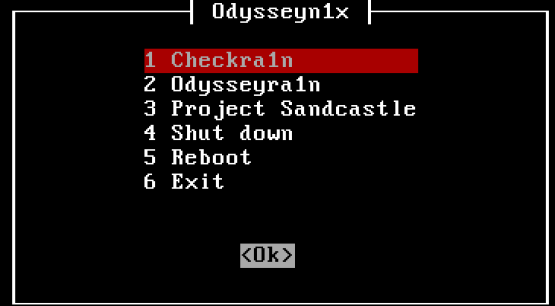 Odysseyn1x
1 Checkra1n
2 Odysseyra1n
3 Project Sandcastle
4 Shut down
5 Reboot
6 Exit
<Ok>